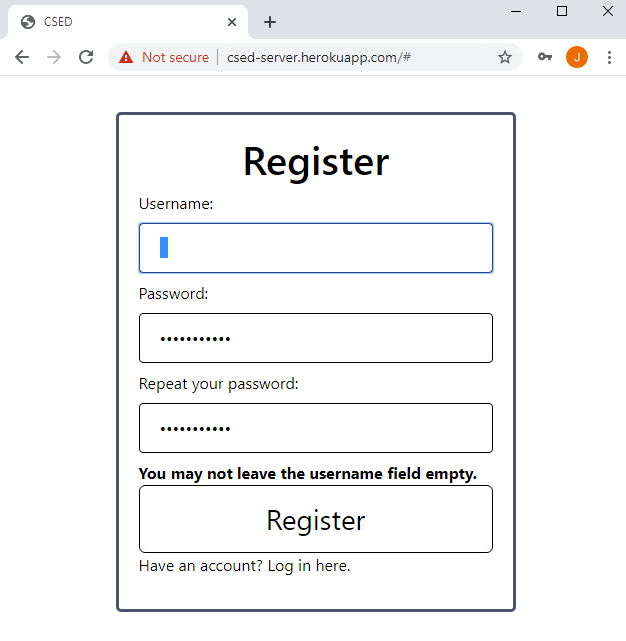 CSED
Not secure | csed-server.herokuapp.com/#
J
Register
Username:
Password:
•••••••••••
Repeat your password:
•••••••••••
You may not leave the username field empty.
Register
Have an account? Log in here.